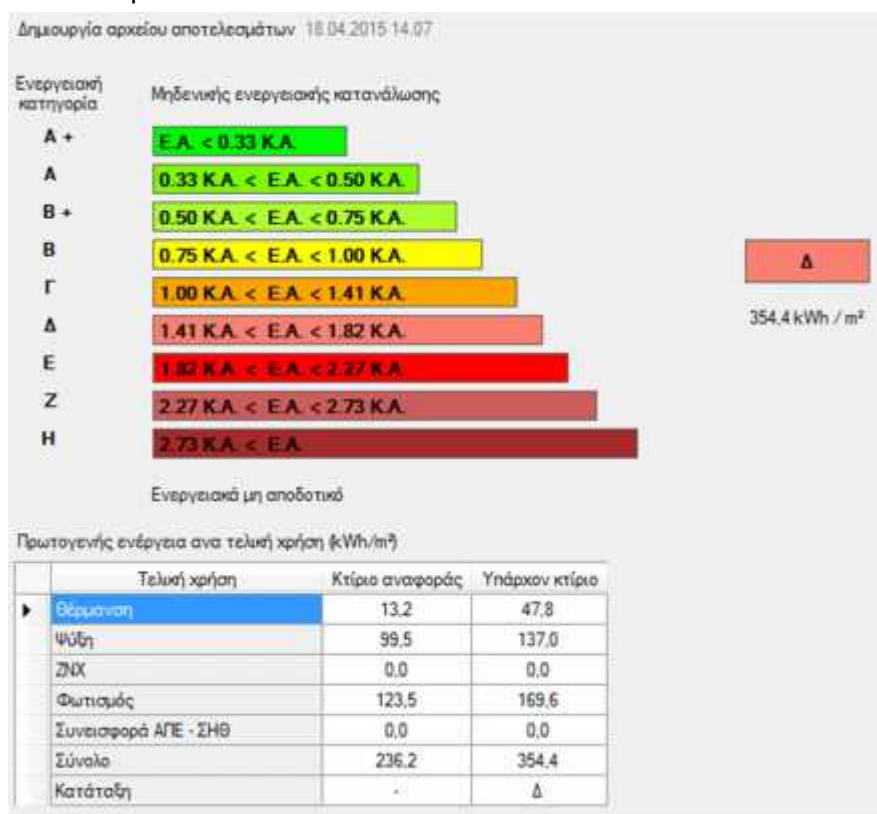 Δημιουργία αρχείου αποτελεσμάτων 18.04.2015 14.07
Ενεργειακή κατηγορία
Μηδενικής ενεργειακής κατανάλωσης
Α + Ε.Α. < 0.33 Κ.Α.
Α 0.33 Κ.Α. < Ε.Α. < 0.50 Κ.Α.
Β + 0.50 Κ.Α. < Ε.Α. < 0.75 Κ.Α.
Β 0.75 Κ.Α. < Ε.Α. < 1.00 Κ.Α.
Γ 1.00 Κ.Α. < Ε.Α. < 1.41 Κ.Α.
Δ 1.41 Κ.Α. < Ε.Α. < 1.82 Κ.Α.
Ε 1.82 Κ.Α. < Ε.Α. < 2.27 Κ.Α.
Ζ 2.27 Κ.Α. < Ε.Α. < 2.73 Κ.Α.
Η 2.73 Κ.Α. < Ε.Α.
Δ
354,4 kWh / m²
Ενεργειακά μη αποδοτικό
Πρωτογενής ενέργεια ανα τελική χρήση (kWh/m²)
Τελική χρήση Κτίριο αναφοράς Υπάρχον κτίριο
Θέρμανση 13,2 47,8
Ψύξη 99,5 137,0
ΖΝΧ 0,0 0,0
Φωτισμός 123,5 169,6
Συνεισφορά ΑΠΕ - ΣΗΘ 0,0 0,0
Σύνολο 236,2 354,4
Κατάταξη - Δ